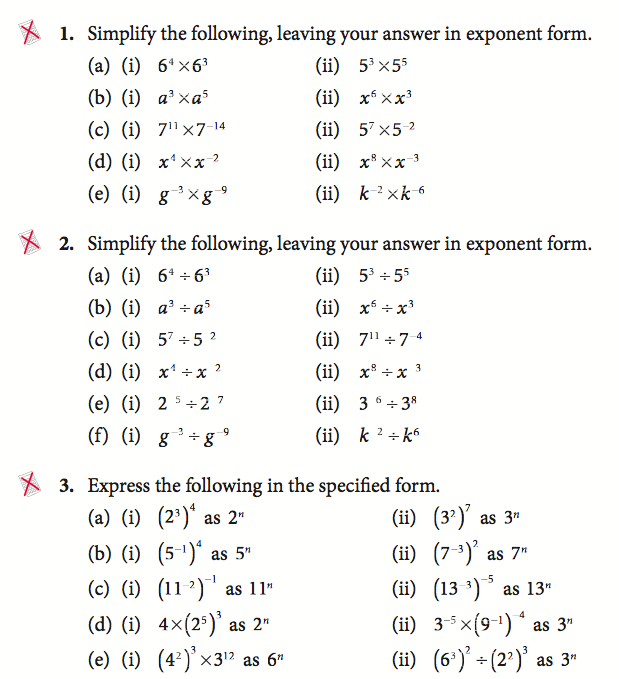 1. Simplify the following, leaving your answer in exponent form.
(a) (i) 6⁴ × 6³ (ii) 5³ × 5⁵
(b) (i) a³ × a⁵ (ii) x⁶ × x³
(c) (i) 7¹¹ × 7⁻¹⁴ (ii) 5⁷ × 5⁻²
(d) (i) x⁴ × x⁻² (ii) x⁸ × x⁻³
(e) (i) g⁻³ × g⁻⁹ (ii) k⁻² × k⁻⁶
2. Simplify the following, leaving your answer in exponent form.
(a) (i) 6⁴ ÷ 6³ (ii) 5³ ÷ 5⁵
(b) (i) a³ ÷ a⁵ (ii) x⁶ ÷ x³
(c) (i) 5⁷ ÷ 5 ² (ii) 7¹¹ ÷ 7⁻⁴
(d) (i) x⁴ ÷ x ² (ii) x⁸ ÷ x ³
(e) (i) 2 ⁵ ÷ 2 ⁷ (ii) 3 ⁶ ÷ 3⁸
(f) (i) g⁻³ ÷ g⁻⁹ (ii) k ² ÷ k⁶
3. Express the following in the specified form.
(a) (i) (2³)⁴ as 2ⁿ (ii) (3²)⁷ as 3ⁿ
(b) (i) (5⁻¹)⁴ as 5ⁿ (ii) (7⁻³)² as 7ⁿ
(c) (i) (11⁻²)⁻¹ as 11ⁿ (ii) (13⁻³)⁻⁵ as 13ⁿ
(d) (i) 4×(2⁵)³ as 2ⁿ (ii) 3⁻⁵ ×(9⁻¹)⁻⁴ as 3ⁿ
(e) (i) (4²)³ ×3¹² as 6ⁿ (ii) (6³)² ÷ (2²)³ as 3ⁿ